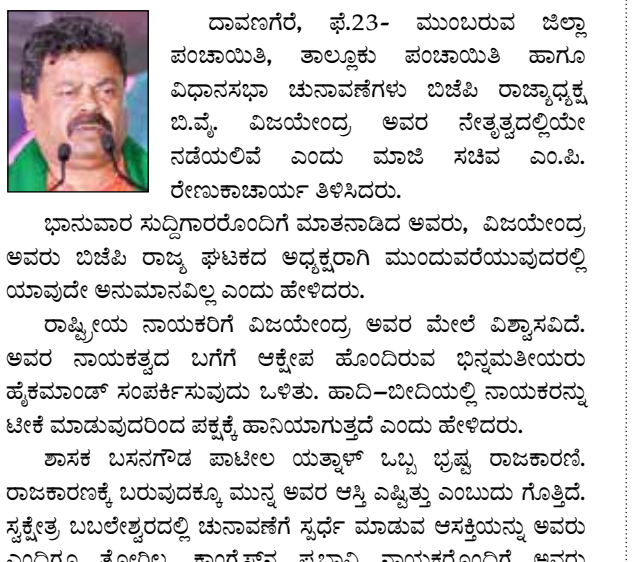 ದಾವಣಗೆರೆ, ಫೆ.23- ಮುಂಬರುವ ಜಿಲ್ಲಾ
ಪಂಚಾಯಿತಿ, ತಾಲ್ಲೂಕು ಪಂಚಾಯಿತಿ ಹಾಗೂ
ವಿಧಾನಸಭಾ ಚುನಾವಣೆಗಳು ಬಿಜೆಪಿ ರಾಜ್ಯಾಧ್ಯಕ್ಷ
ಬಿ.ವೈ. ವಿಜಯೇಂದ್ರ ಅವರ ನೇತೃತ್ವದಲ್ಲಿಯೇ
ನಡೆಯಲಿವೆ ಎಂದು ಮಾಜಿ ಸಚಿವ ಎಂ.ಪಿ.
ರೇಣುಕಾಚಾರ್ಯ ತಿಳಿಸಿದರು.
ಭಾನುವಾರ ಸುದ್ದಿಗಾರರೊಂದಿಗೆ ಮಾತನಾಡಿದ ಅವರು, ವಿಜಯೇಂದ್ರ
ಅವರು ಬಿಜೆಪಿ ರಾಜ್ಯ ಘಟಕದ ಅಧ್ಯಕ್ಷರಾಗಿ ಮುಂದುವರೆಯುವುದರಲ್ಲಿ
ಯಾವುದೇ ಅನುಮಾನವಿಲ್ಲ ಎಂದು ಹೇಳಿದರು.
ರಾಷ್ಟ್ರೀಯ ನಾಯಕರಿಗೆ ವಿಜಯೇಂದ್ರ ಅವರ ಮೇಲೆ ವಿಶ್ವಾಸವಿದೆ.
ಅವರ ನಾಯಕತ್ವದ ಬಗೆಗೆ ಆಕ್ಷೇಪ ಹೊಂದಿರುವ ಭಿನ್ನಮತೀಯರು
ಹೈಕಮಾಂಡ್ ಸಂಪರ್ಕಿಸುವುದು ಒಳಿತು. ಹಾದಿ-ಬೀದಿಯಲ್ಲಿ ನಾಯಕರನ್ನು
ಟೀಕೆ ಮಾಡುವುದರಿಂದ ಪಕ್ಷಕ್ಕೆ ಹಾನಿಯಾಗುತ್ತದೆ ಎಂದು ಹೇಳಿದರು.
ಶಾಸಕ ಬಸನಗೌಡ ಪಾಟೀಲ ಯತ್ನಾಳ್ ಒಬ್ಬ ಭ್ರಷ್ಟ ರಾಜಕಾರಣಿ.
ರಾಜಕಾರಣಕ್ಕೆ ಬರುವುದಕ್ಕೂ ಮುನ್ನ ಅವರ ಆಸ್ತಿ ಎಷ್ಟಿತ್ತು ಎಂಬುದು ಗೊತ್ತಿದೆ.
ಸ್ವಕ್ಷೇತ್ರ ಬಬಲೇಶ್ವರದಲ್ಲಿ ಚುನಾವಣೆಗೆ ಸ್ಪರ್ಧೆ ಮಾಡುವ ಆಸಕ್ತಿಯನ್ನು ಅವರು